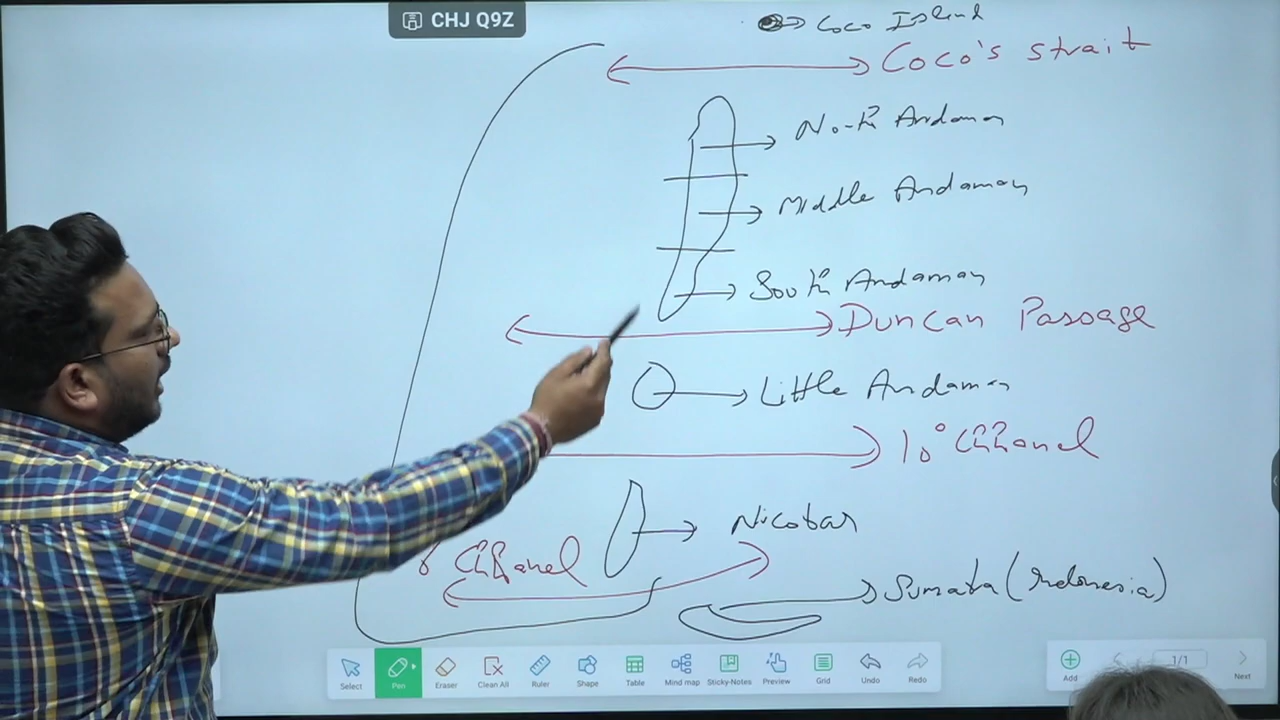 CHJ Q9Z
Coco Island
Coco's strait
North Andaman
Middle Andaman
South Andaman
Duncan Passage
Little Andaman
10° Channel
Nicobar
6° Channel
Sumatra (Indonesia)
Select Pen Eraser Clean All Ruler Shape Table Mind map Sticky-Notes Preview Grid Undo Redo
Add 1/1 Next